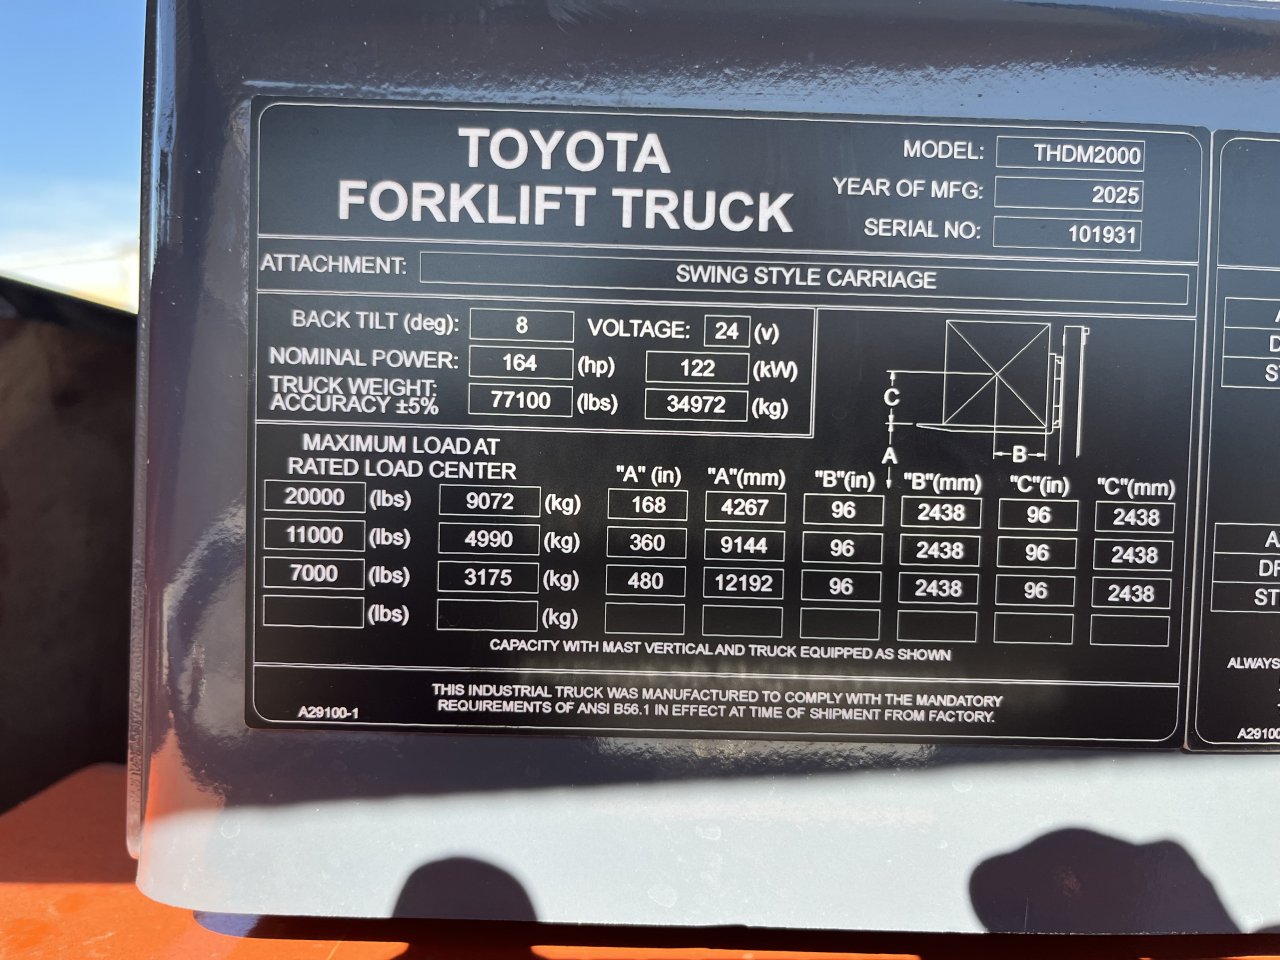 TOYOTA
FORKLIFT TRUCK
MODEL: THDM2000
YEAR OF MFG: 2025
SERIAL NO: 101931
ATTACHMENT: SWING STYLE CARRIAGE
BACK TILT (deg): 8 VOLTAGE: 24 (v)
NOMINAL POWER: 164 (hp) 122 (kW)
TRUCK WEIGHT:
ACCURACY ±5% 77100 (lbs) 34972 (kg)
C
A
B
MAXIMUM LOAD AT
RATED LOAD CENTER "A" (in) "A"(mm) "B"(in) "B"(mm) "C"(in) "C"(mm)
20000 (lbs) 9072 (kg) 168 4267 96 2438 96 2438
11000 (lbs) 4990 (kg) 360 9144 96 2438 96 2438
7000 (lbs) 3175 (kg) 480 12192 96 2438 96 2438
(lbs) (kg)
CAPACITY WITH MAST VERTICAL AND TRUCK EQUIPPED AS SHOWN
THIS INDUSTRIAL TRUCK WAS MANUFACTURED TO COMPLY WITH THE MANDATORY
REQUIREMENTS OF ANSI B56.1 IN EFFECT AT TIME OF SHIPMENT FROM FACTORY.
A29100-1
ALWAYS
A29100